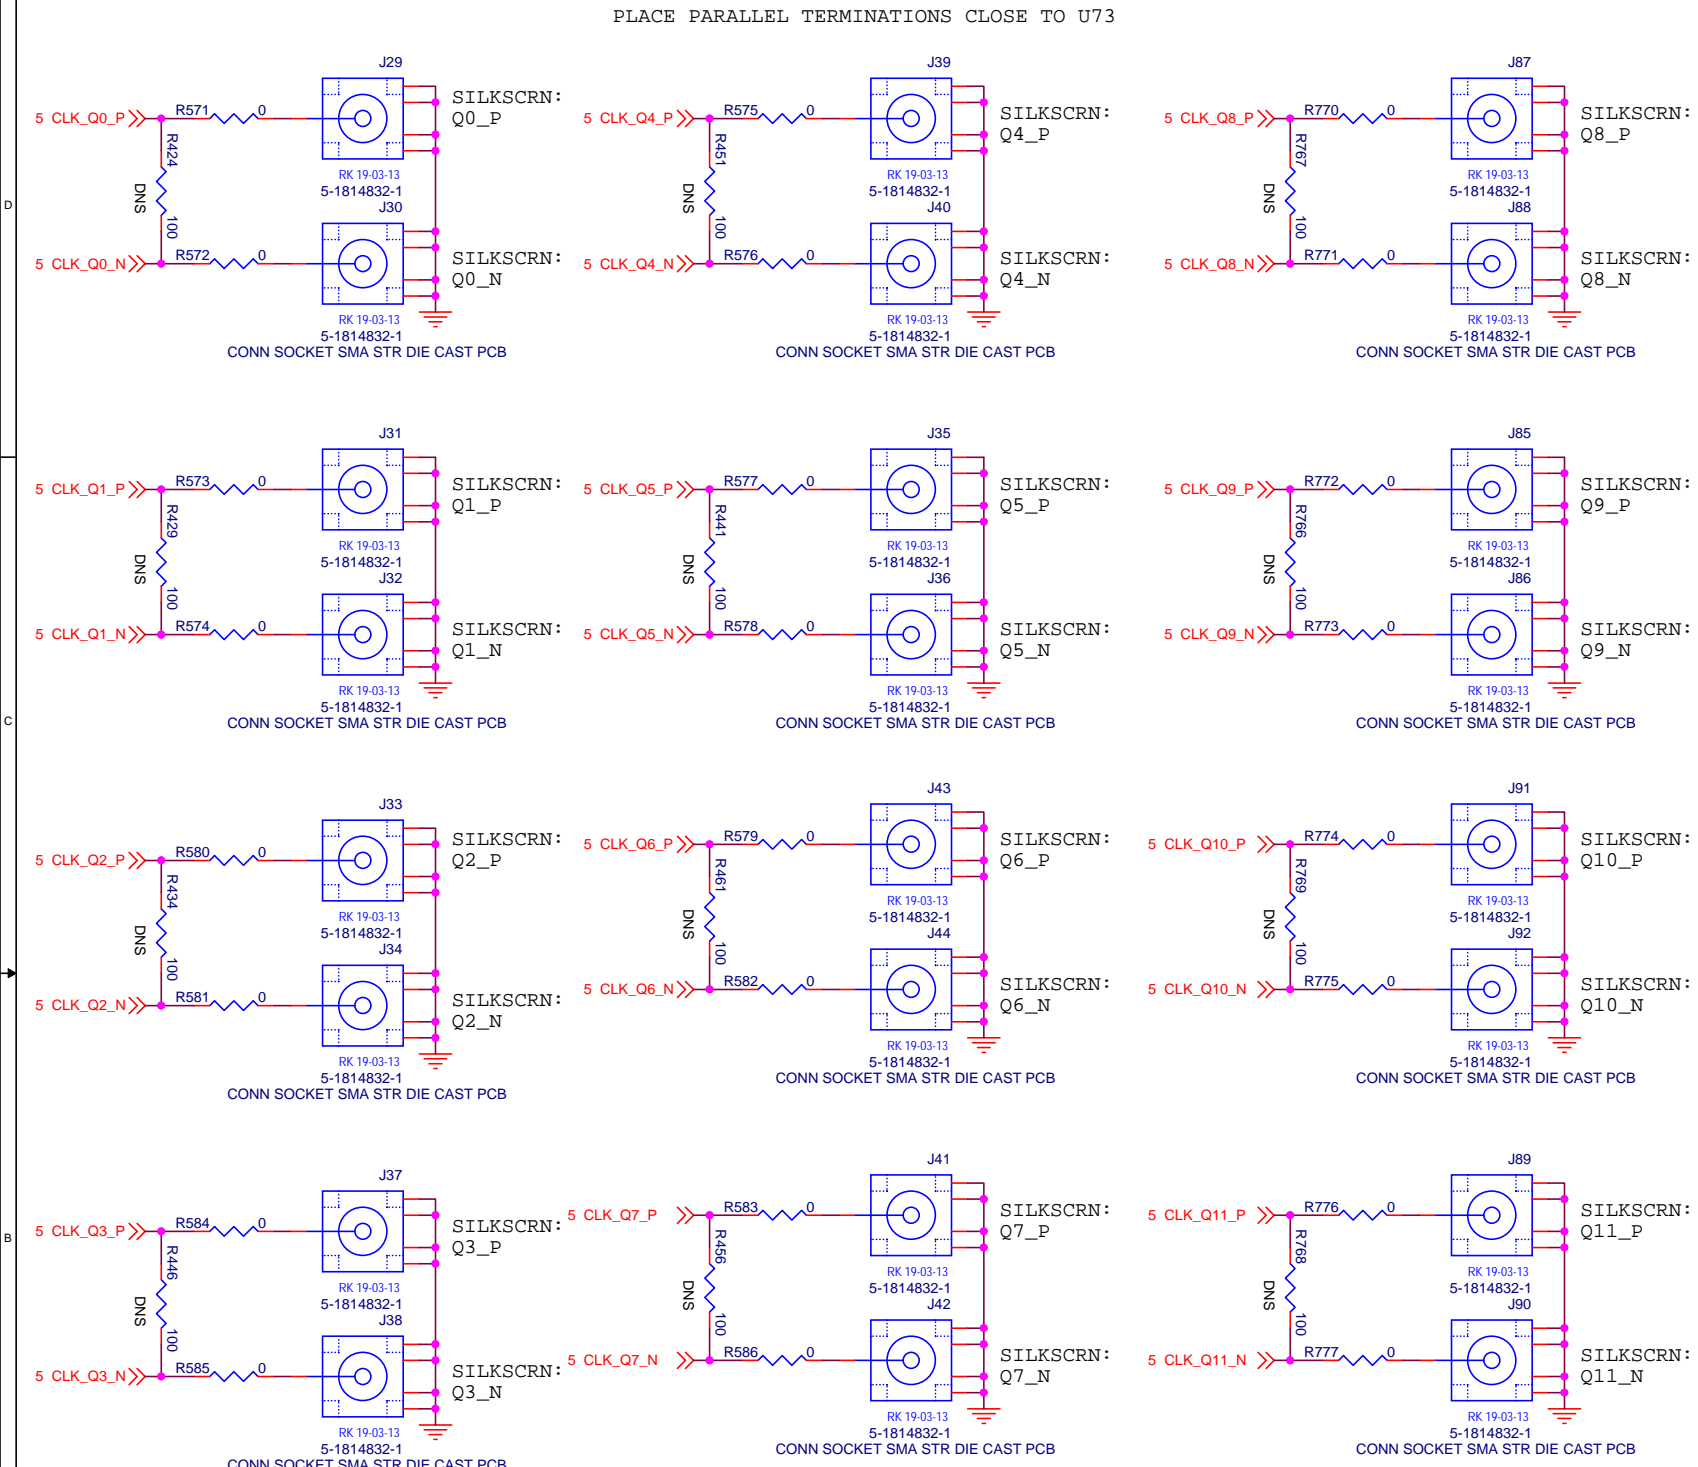 PLACE PARALLEL TERMINATIONS CLOSE TO U73
J29
5 CLK_Q0_P
R571
0
SILKSCRN:
Q0_P
R424
DNS
100
RK 19-03-13
5-1814832-1
J30
5 CLK_Q0_N
R572
0
SILKSCRN:
Q0_N
RK 19-03-13
5-1814832-1
CONN SOCKET SMA STR DIE CAST PCB
J39
5 CLK_Q4_P
R575
0
SILKSCRN:
Q4_P
R451
DNS
100
RK 19-03-13
5-1814832-1
J40
5 CLK_Q4_N
R576
0
SILKSCRN:
Q4_N
RK 19-03-13
5-1814832-1
CONN SOCKET SMA STR DIE CAST PCB
J87
5 CLK_Q8_P
R770
0
SILKSCRN:
Q8_P
R767
DNS
100
RK 19-03-13
5-1814832-1
J88
5 CLK_Q8_N
R771
0
SILKSCRN:
Q8_N
RK 19-03-13
5-1814832-1
CONN SOCKET SMA STR DIE CAST PCB
D
J31
5 CLK_Q1_P
R573
0
SILKSCRN:
Q1_P
R429
DNS
100
RK 19-03-13
5-1814832-1
J32
5 CLK_Q1_N
R574
0
SILKSCRN:
Q1_N
RK 19-03-13
5-1814832-1
CONN SOCKET SMA STR DIE CAST PCB
J35
5 CLK_Q5_P
R577
0
SILKSCRN:
Q5_P
R441
DNS
100
RK 19-03-13
5-1814832-1
J36
5 CLK_Q5_N
R578
0
SILKSCRN:
Q5_N
RK 19-03-13
5-1814832-1
CONN SOCKET SMA STR DIE CAST PCB
J85
5 CLK_Q9_P
R772
0
SILKSCRN:
Q9_P
R766
DNS
100
RK 19-03-13
5-1814832-1
J86
5 CLK_Q9_N
R773
0
SILKSCRN:
Q9_N
RK 19-03-13
5-1814832-1
CONN SOCKET SMA STR DIE CAST PCB
C
J33
5 CLK_Q2_P
R580
0
SILKSCRN:
Q2_P
R434
DNS
100
RK 19-03-13
5-1814832-1
J34
5 CLK_Q2_N
R581
0
SILKSCRN:
Q2_N
RK 19-03-13
5-1814832-1
CONN SOCKET SMA STR DIE CAST PCB
J43
5 CLK_Q6_P
R579
0
SILKSCRN:
Q6_P
R461
DNS
100
RK 19-03-13
5-1814832-1
J44
5 CLK_Q6_N
R582
0
SILKSCRN:
Q6_N
RK 19-03-13
5-1814832-1
CONN SOCKET SMA STR DIE CAST PCB
J91
5 CLK_Q10_P
R774
0
SILKSCRN:
Q10_P
R769
DNS
100
RK 19-03-13
5-1814832-1
J92
5 CLK_Q10_N
R775
0
SILKSCRN:
Q10_N
RK 19-03-13
5-1814832-1
CONN SOCKET SMA STR DIE CAST PCB
J37
5 CLK_Q3_P
R584
0
SILKSCRN:
Q3_P
R446
DNS
100
RK 19-03-13
5-1814832-1
J38
5 CLK_Q3_N
R585
0
SILKSCRN:
Q3_N
RK 19-03-13
5-1814832-1
CONN SOCKET SMA STR DIE CAST PCB
J41
5 CLK_Q7_P
R583
0
SILKSCRN:
Q7_P
R456
DNS
100
RK 19-03-13
5-1814832-1
J42
5 CLK_Q7_N
R586
0
SILKSCRN:
Q7_N
RK 19-03-13
5-1814832-1
CONN SOCKET SMA STR DIE CAST PCB
J89
5 CLK_Q11_P
R776
0
SILKSCRN:
Q11_P
R768
DNS
100
RK 19-03-13
5-1814832-1
J90
5 CLK_Q11_N
R777
0
SILKSCRN:
Q11_N
RK 19-03-13
5-1814832-1
CONN SOCKET SMA STR DIE CAST PCB
B